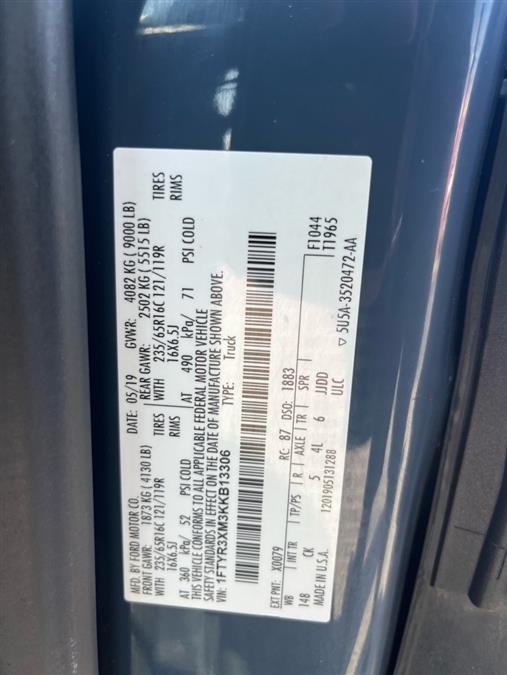 MFD. BY FORD MOTOR CO. DATE: 05/19 GVWR: 4082 KG ( 9000 LB)
FRONT GAWR: 1873 KG ( 4130 LB) REAR GAWR: 2502 KG ( 5515 LB)
WITH 235/65R16C 121/119R TIRES WITH 235/65R16C 121/119R TIRES
16X6.5J RIMS 16X6.5J RIMS
AT 360 kPa/ 52 PSI COLD AT 490 kPa/ 71 PSI COLD
THIS VEHICLE CONFORMS TO ALL APPLICABLE FEDERAL MOTOR VEHICLE
SAFETY STANDARDS IN EFFECT ON THE DATE OF MANUFACTURE SHOWN ABOVE.
VIN: 1FTYR3XM3KKB13306 TYPE: Truck
F1044
T1965
EXT PNT: X0079 RC: 87 DSO: 1883
WB INT TR TP/PS R AXLE TR SPR
148 CK 5 4L 6 JJDD
MADE IN U.S.A. 1201905131288 ULC
5U5A-3520472-AA